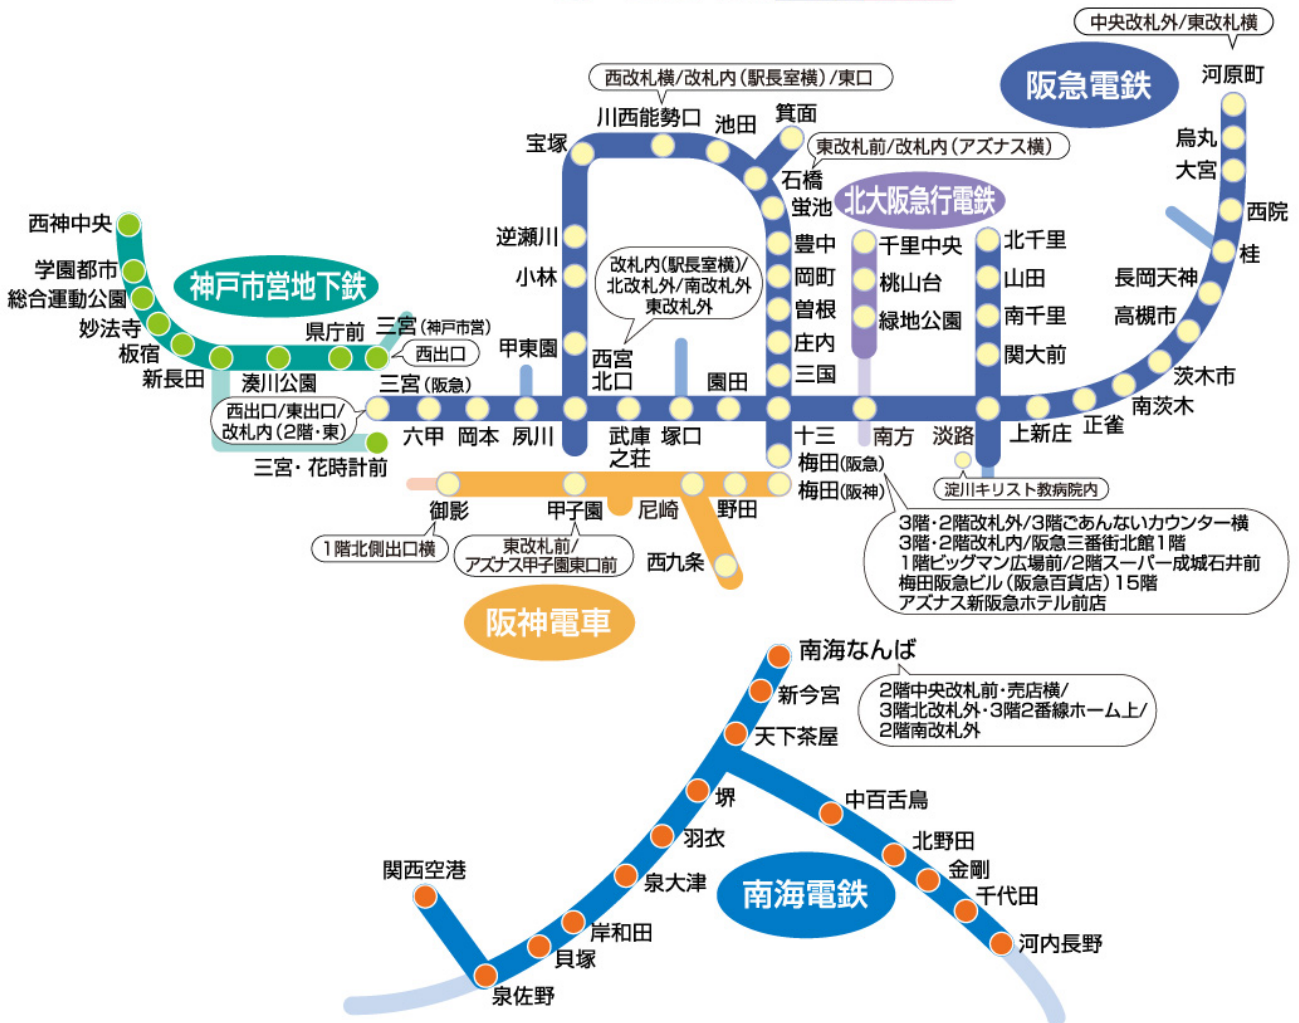 中央改札外/東改札横
河原町
阪急電鉄
西改札横/改札内(駅長室横)/東口
川西能勢口
池田
箕面
宝塚
東改札前/改札内(アズナス横)
石橋
烏丸
大宮
西院
桂
長岡天神
高槻市
茨木市
南茨木
正雀
上新庄
蛍池
豊中
岡町
曽根
庄内
三国
北大阪急行電鉄
千里中央
桃山台
緑地公園
北千里
山田
南千里
関大前
逆瀬川
小林
甲東園
改札内(駅長室横)/
北改札外/南改札外
東改札外
西宮
北口
園田
西神中央
学園都市
総合運動公園
妙法寺
板宿
新長田
湊川公園
県庁前
三宮(神戸市営)
西出口
神戸市営地下鉄
三宮(阪急)
西出口/東出口/
改札内(2階・東)
三宮・花時計前
六甲
岡本
夙川
武庫
之荘
塚口
十三
南方
淡路
淀川キリスト教病院内
梅田(阪急)
梅田(阪神)
3階・2階改札外/3階ごあんないカウンター横
3階・2階改札内/阪急三番街北館1階
1階ビッグマン広場前/2階スーパー成城石井前
梅田阪急ビル(阪急百貨店)15階
アズナス新阪急ホテル前店
御影
1階北側出口横
甲子園
東改札前/
アズナス甲子園東口前
尼崎
野田
西九条
阪神電車
南海なんば
2階中央改札前・売店横/
3階北改札外・3階2番線ホーム上/
2階南改札外
新今宮
天下茶屋
堺
羽衣
泉大津
岸和田
貝塚
泉佐野
関西空港
南海電鉄
中百舌鳥
北野田
金剛
千代田
河内長野